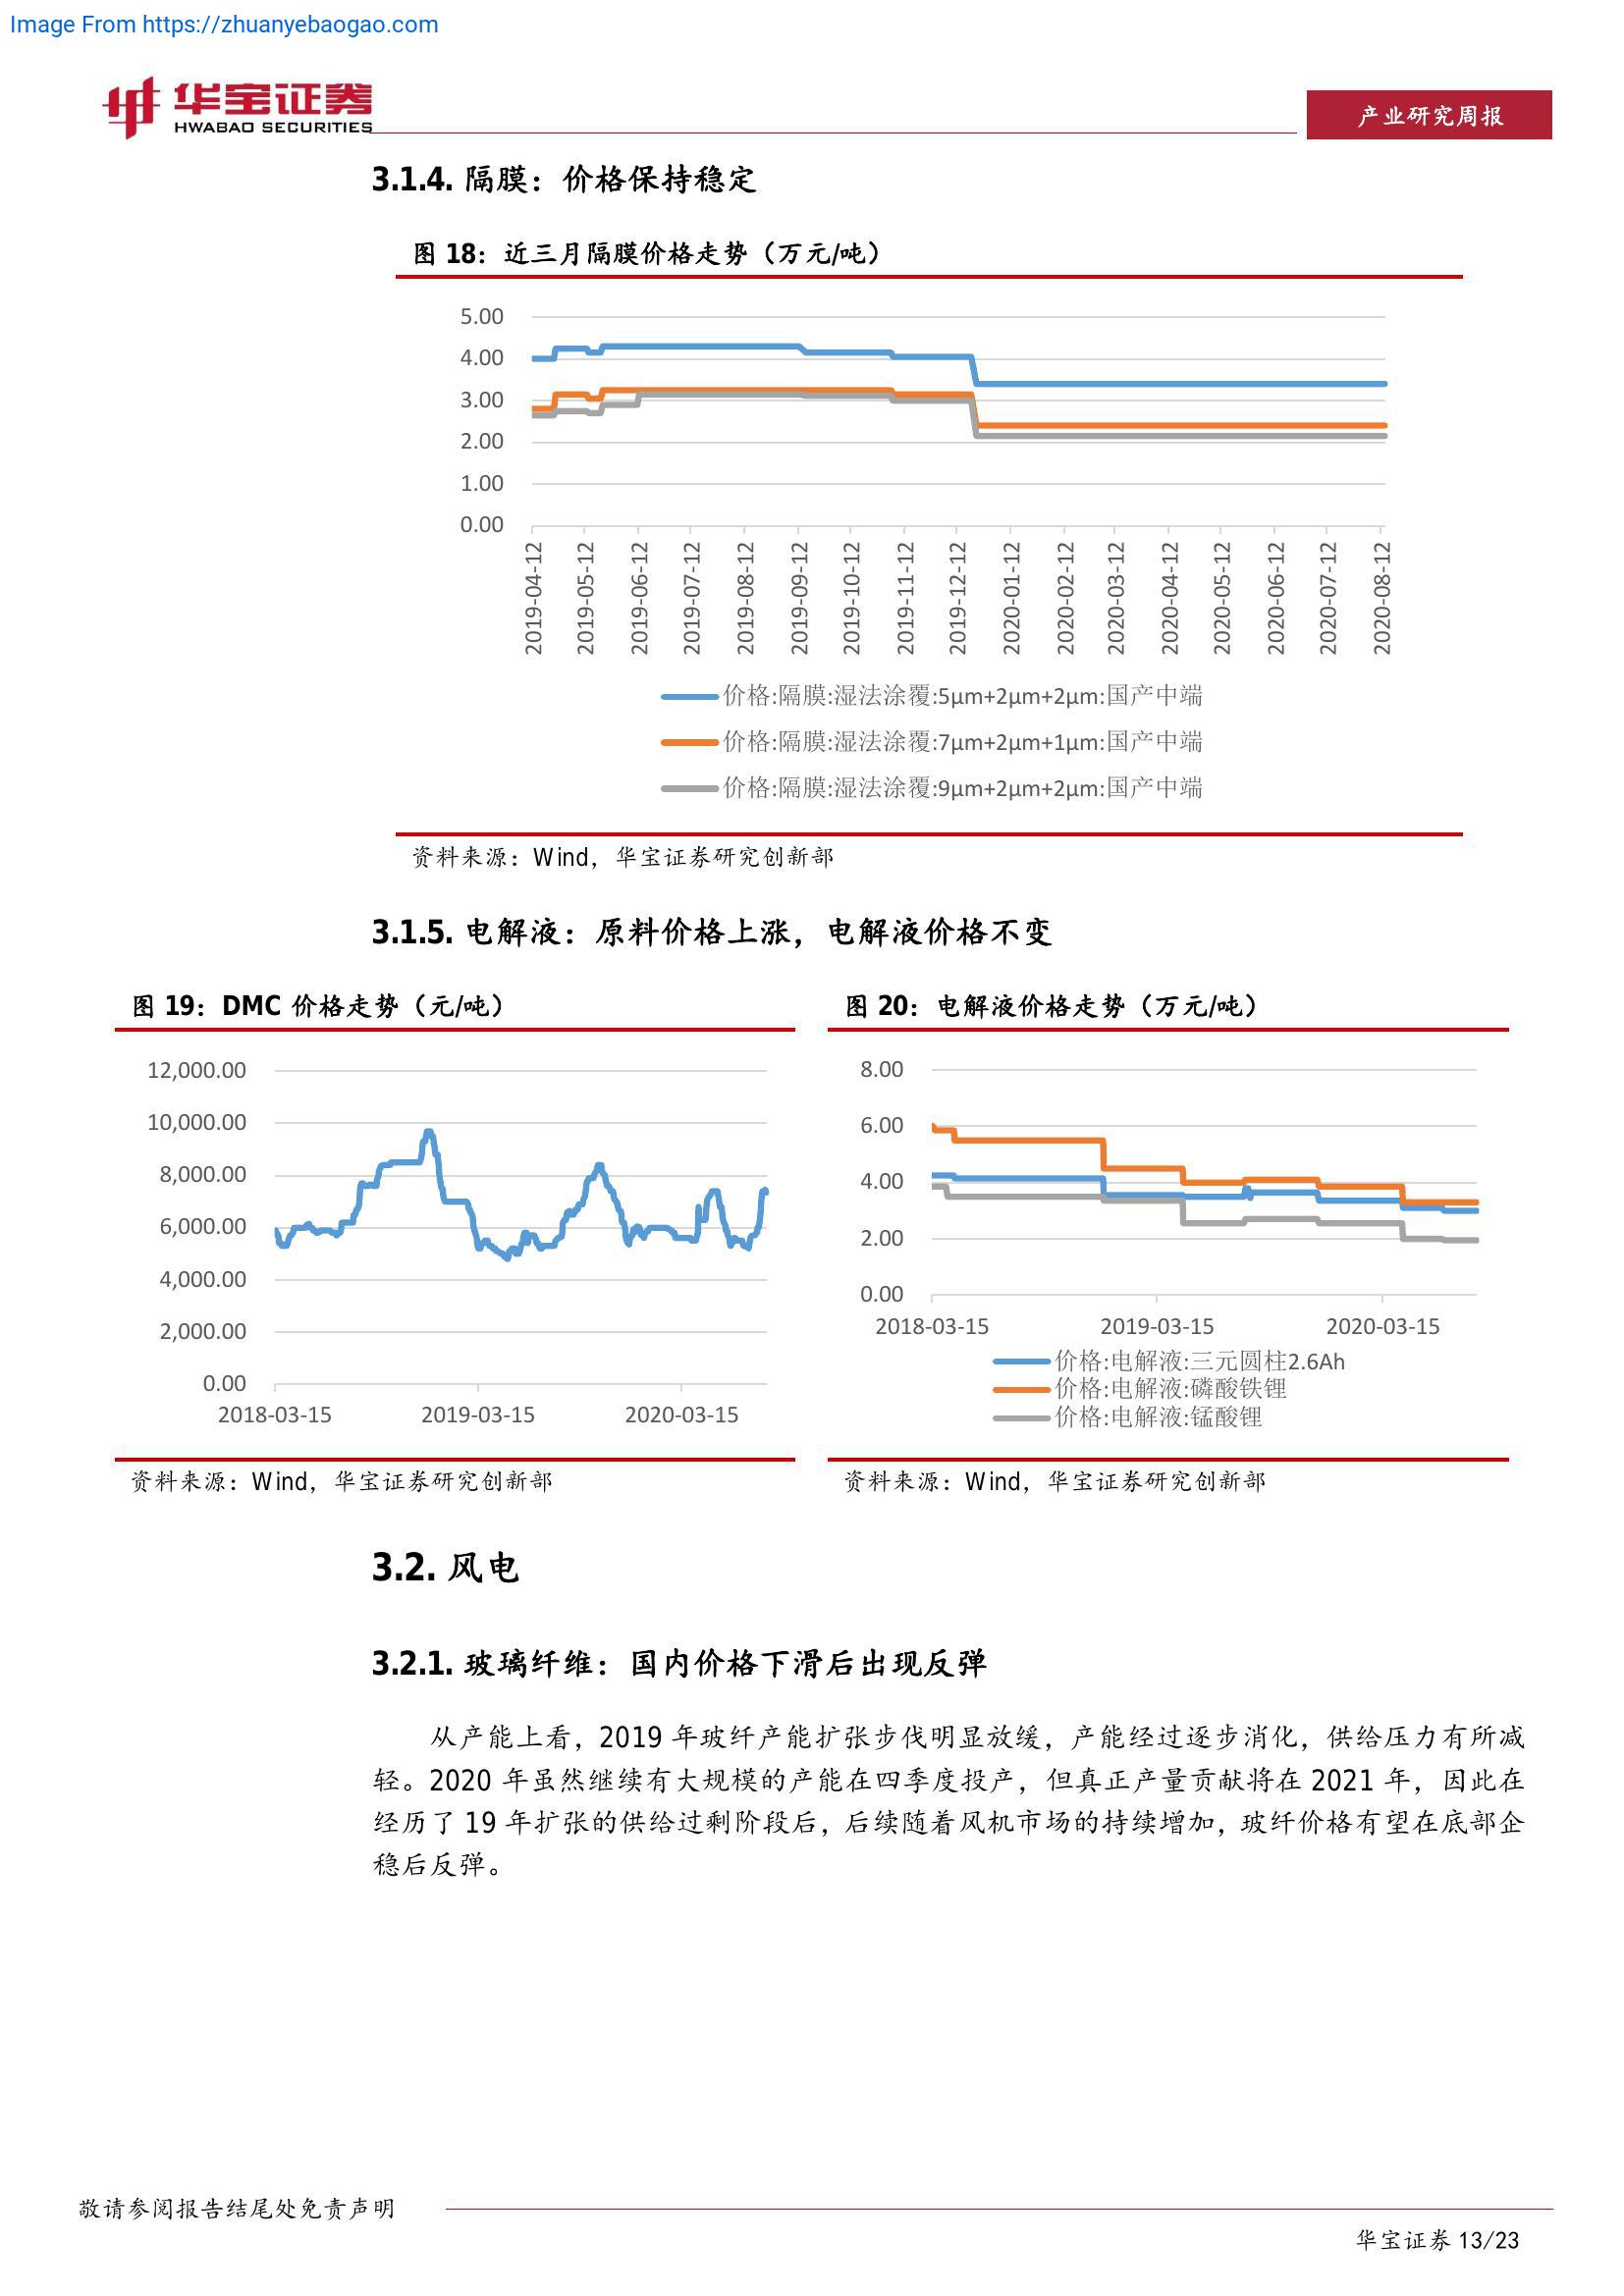 Image From https://zhuanyebaogao.com
华宝证券
HWABAO SECURITIES
产业研究周报
3.1.4. 隔膜：价格保持稳定
图 18：近三月隔膜价格走势（万元/吨）
5.00
4.00
3.00
2.00
1.00
0.00
2019-04-12
2019-05-12
2019-06-12
2019-07-12
2019-08-12
2019-09-12
2019-10-12
2019-11-12
2019-12-12
2020-01-12
2020-02-12
2020-03-12
2020-04-12
2020-05-12
2020-06-12
2020-07-12
2020-08-12
价格:隔膜:湿法涂覆:5μm+2μm+2μm:国产中端
价格:隔膜:湿法涂覆:7μm+2μm+1μm:国产中端
价格:隔膜:湿法涂覆:9μm+2μm+2μm:国产中端
资料来源：Wind，华宝证券研究创新部
3.1.5. 电解液：原料价格上涨，电解液价格不变
图 19：DMC 价格走势（元/吨）
12,000.00
10,000.00
8,000.00
6,000.00
4,000.00
2,000.00
0.00
2018-03-15 2019-03-15 2020-03-15
资料来源：Wind，华宝证券研究创新部
图 20：电解液价格走势（万元/吨）
8.00
6.00
4.00
2.00
0.00
2018-03-15 2019-03-15 2020-03-15
价格:电解液:三元圆柱2.6Ah
价格:电解液:磷酸铁锂
价格:电解液:锰酸锂
资料来源：Wind，华宝证券研究创新部
3.2. 风电
3.2.1. 玻璃纤维：国内价格下滑后出现反弹
从产能上看，2019 年玻纤产能扩张步伐明显放缓，产能经过逐步消化，供给压力有所减
轻。2020 年虽然继续有大规模的产能在四季度投产，但真正产量贡献将在 2021 年，因此在
经历了 19 年扩张的供给过剩阶段后，后续随着风机市场的持续增加，玻纤价格有望在底部企
稳后反弹。
敬请参阅报告结尾处免责声明
华宝证券 13/23